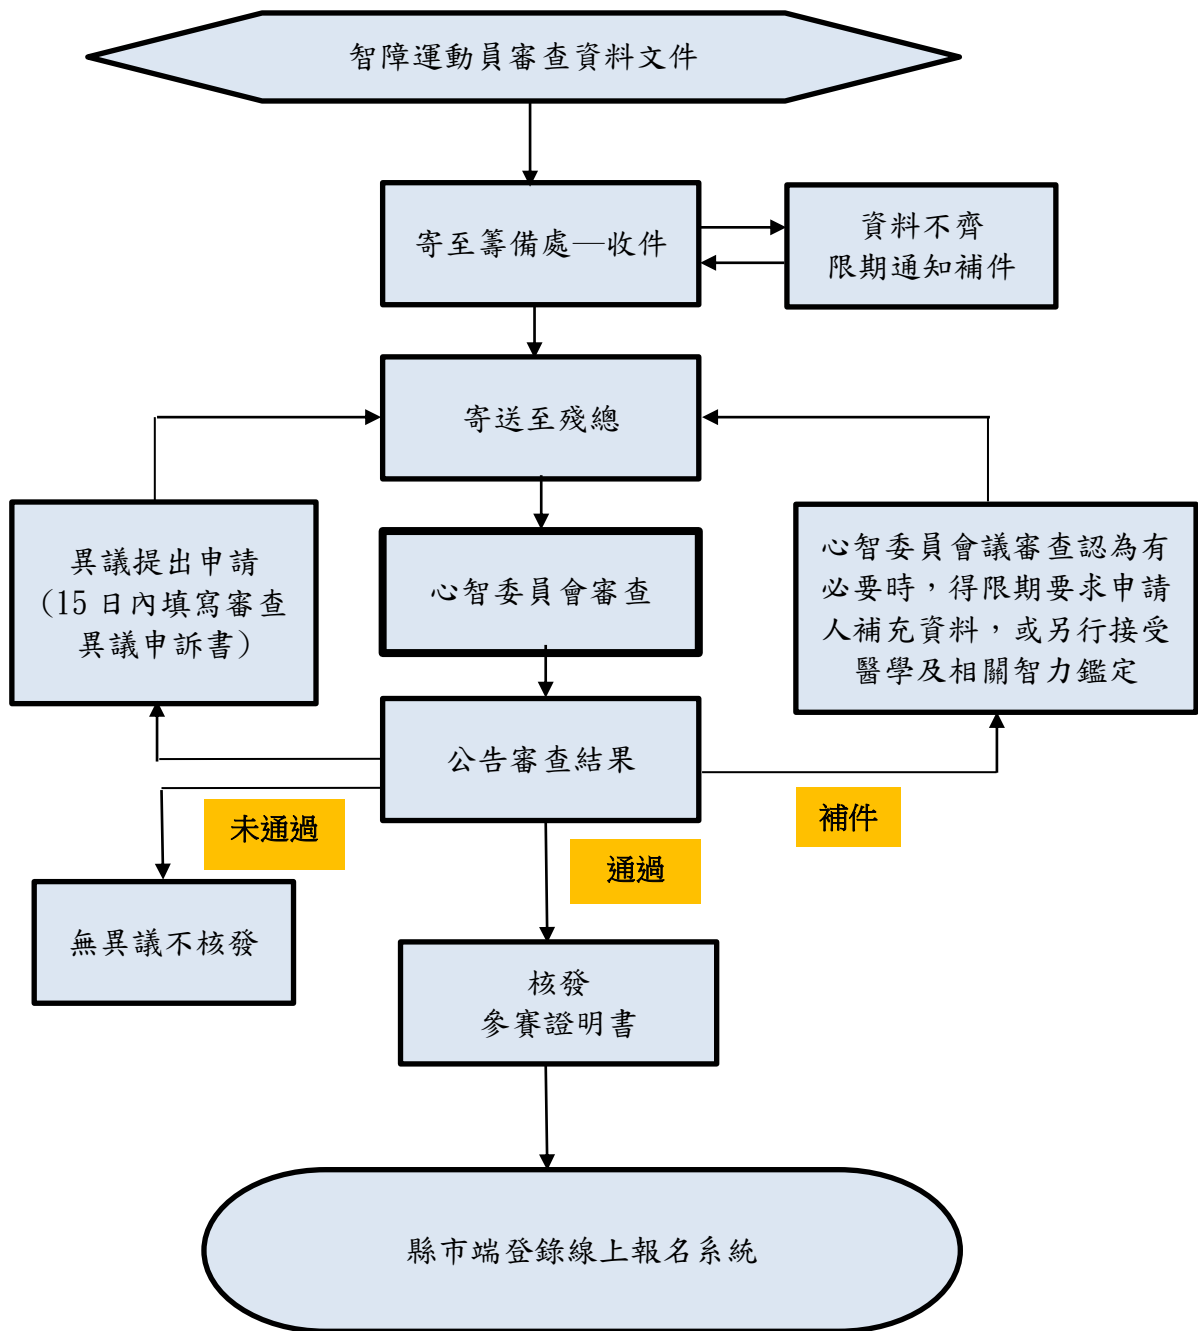 智障運動員審查資料文件
寄至籌備處—收件
資料不齊
限期通知補件
寄送至殘總
異議提出申請
(15 日內填寫審查
異議申訴書)
心智委員會審查
心智委員會議審查認為有
必要時，得限期要求申請
人補充資料，或另行接受
醫學及相關智力鑑定
公告審查結果
未通過
補件
通過
無異議不核發
核發
參賽證明書
縣市端登錄線上報名系統